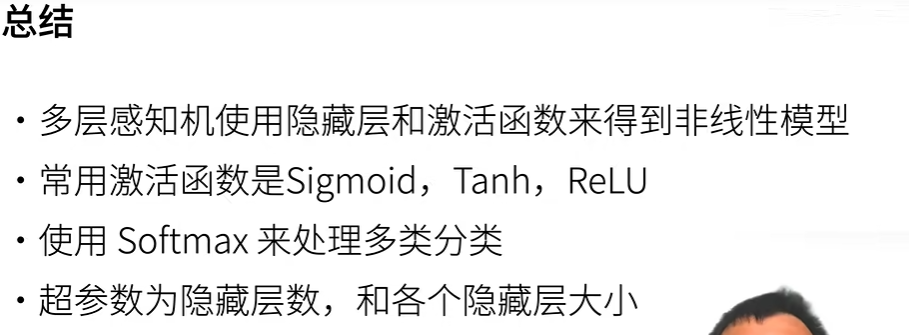 总结
・多层感知机使用隐藏层和激活函数来得到非线性模型
・常用激活函数是Sigmoid，Tanh，ReLU
・使用 Softmax 来处理多类分类
・超参数为隐藏层数，和各个隐藏层大小